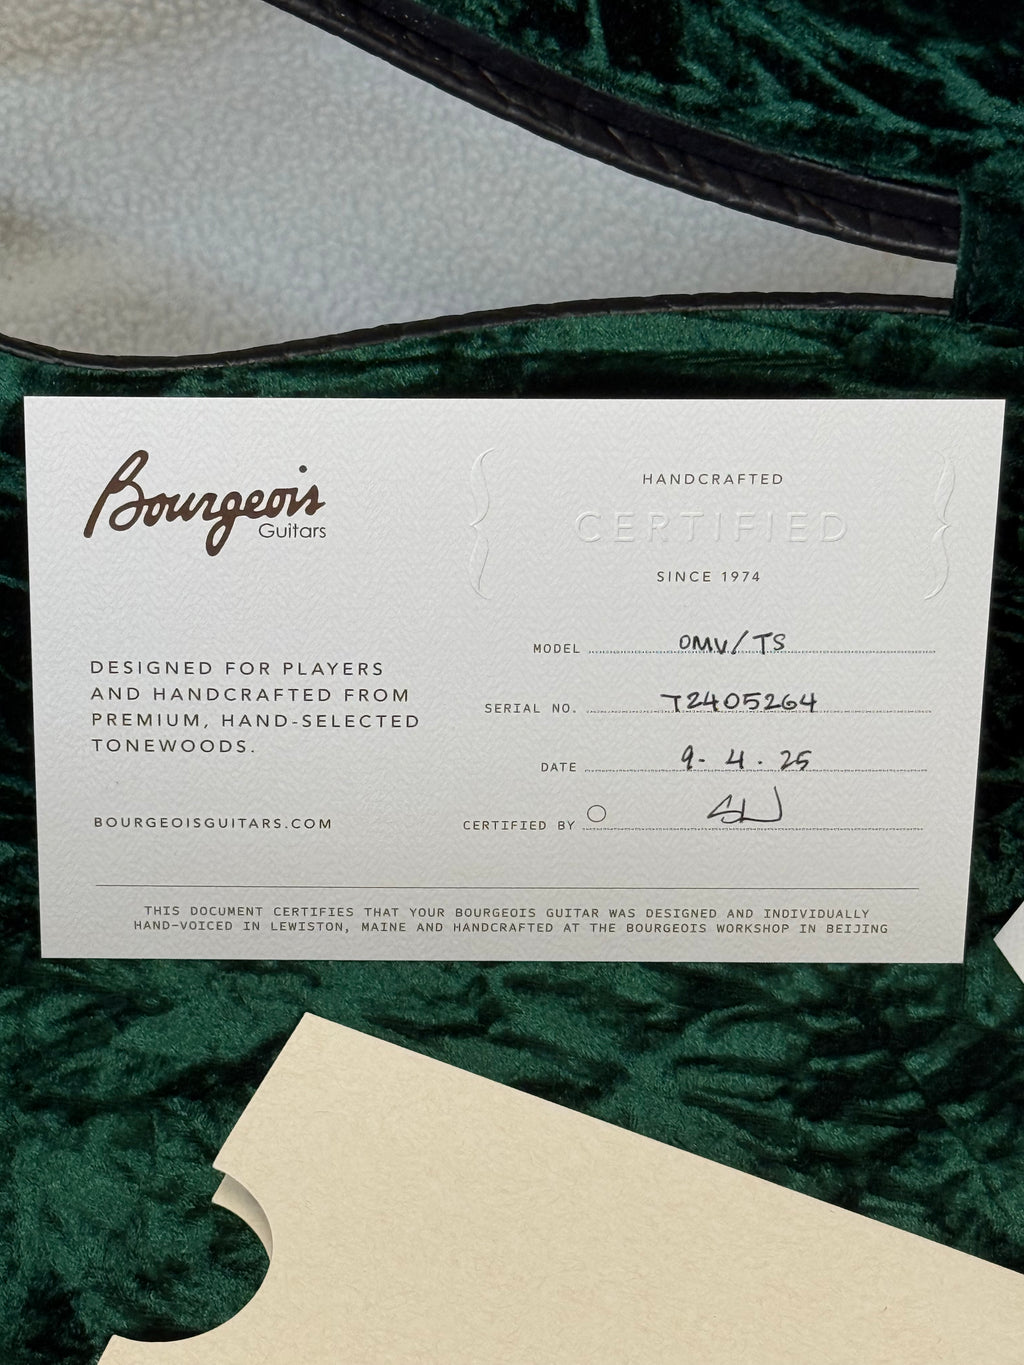 Bourgeois
Guitars
HANDCRAFTED
CERTIFIED
SINCE 1974
DESIGNED FOR PLAYERS
AND HANDCRAFTED FROM
PREMIUM, HAND-SELECTED
TONEWOODS.
BOURGEOISGUITARS.COM
MODEL OMV/TS
SERIAL NO. T2405264
DATE 9. 4. 25
CERTIFIED BY
THIS DOCUMENT CERTIFIES THAT YOUR BOURGEOIS GUITAR WAS DESIGNED AND INDIVIDUALLY
HAND-VOICED IN LEWISTON, MAINE AND HANDCRAFTED AT THE BOURGEOIS WORKSHOP IN BEIJING